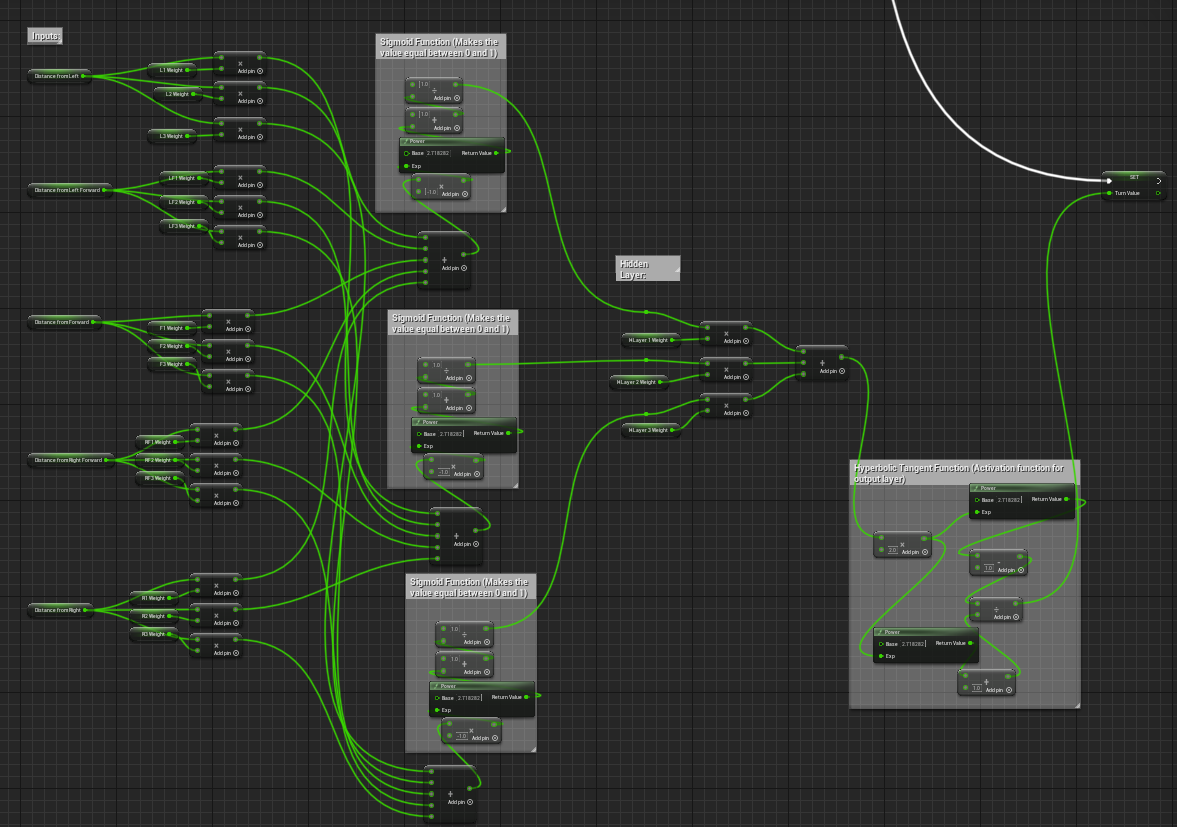 Inputs:
Distance from Left
L1 Weight
×
Add pin
L2 Weight
×
Add pin
L3 Weight
×
Add pin
Distance from Left Forward
LF1 Weight
×
Add pin
LF2 Weight
×
Add pin
LF3 Weight
×
Add pin
Distance from Forward
F1 Weight
×
Add pin
F2 Weight
×
Add pin
F3 Weight
×
Add pin
Distance from Right Forward
RF1 Weight
×
Add pin
RF2 Weight
×
Add pin
RF3 Weight
×
Add pin
Distance from Right
R1 Weight
×
Add pin
R2 Weight
×
Add pin
R3 Weight
×
Add pin
Sigmoid Function (Makes the
value equal between 0 and 1)
1.0
÷
Add pin
1.0
+
Add pin
Power
Base 2.718282 Return Value
Exp
×
-1.0
Add pin
+
Add pin
Sigmoid Function (Makes the
value equal between 0 and 1)
1.0
÷
Add pin
1.0
+
Add pin
Power
Base 2.718282 Return Value
Exp
×
-1.0
Add pin
+
Add pin
Sigmoid Function (Makes the
value equal between 0 and 1)
1.0
÷
Add pin
1.0
+
Add pin
Power
Base 2.718282 Return Value
Exp
×
-1.0
Add pin
+
Add pin
Hidden
Layer:
HLayer 1 Weight
×
Add pin
HLayer 2 Weight
×
Add pin
HLayer 3 Weight
×
Add pin
+
Add pin
Hyperbolic Tangent Function (Activation function for
output layer)
Power
Base 2.718282 Return Value
Exp
×
2.0
Add pin
-
1.0
Add pin
÷
Add pin
Power
Base 2.718282 Return Value
Exp
+
1.0
Add pin
SET
Turn Value